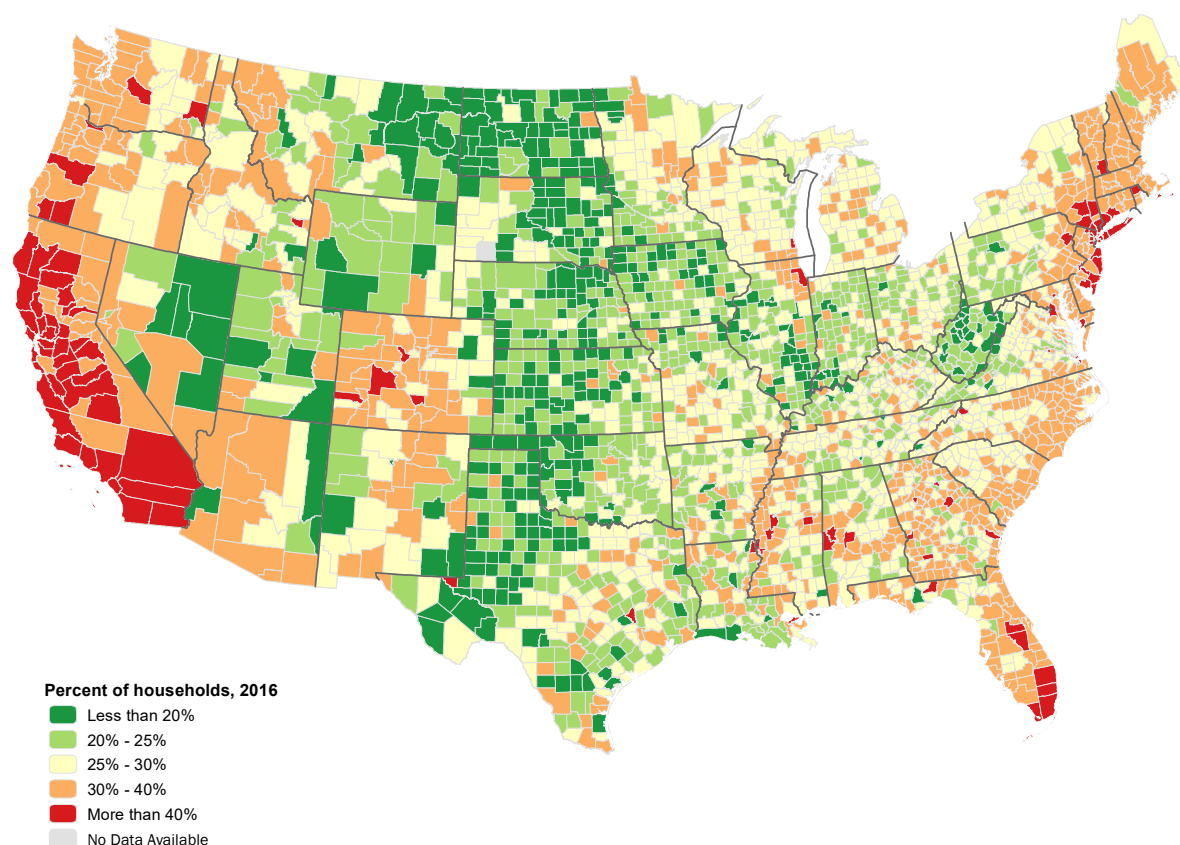 Percent of households, 2016
Less than 20%
20% - 25%
25% - 30%
30% - 40%
More than 40%
No Data Available